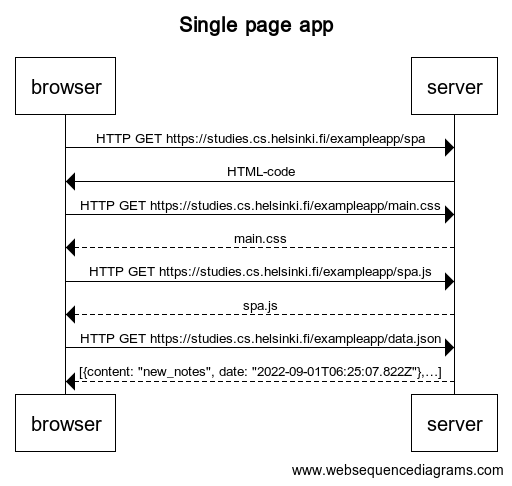 Single page app
browser server
HTTP GET https://studies.cs.helsinki.fi/exampleapp/spa
HTML-code
HTTP GET https://studies.cs.helsinki.fi/exampleapp/main.css
main.css
HTTP GET https://studies.cs.helsinki.fi/exampleapp/spa.js
spa.js
HTTP GET https://studies.cs.helsinki.fi/exampleapp/data.json
[{content: "new_notes", date: "2022-09-01T06:25:07.822Z"},...]
browser server
www.websequencediagrams.com